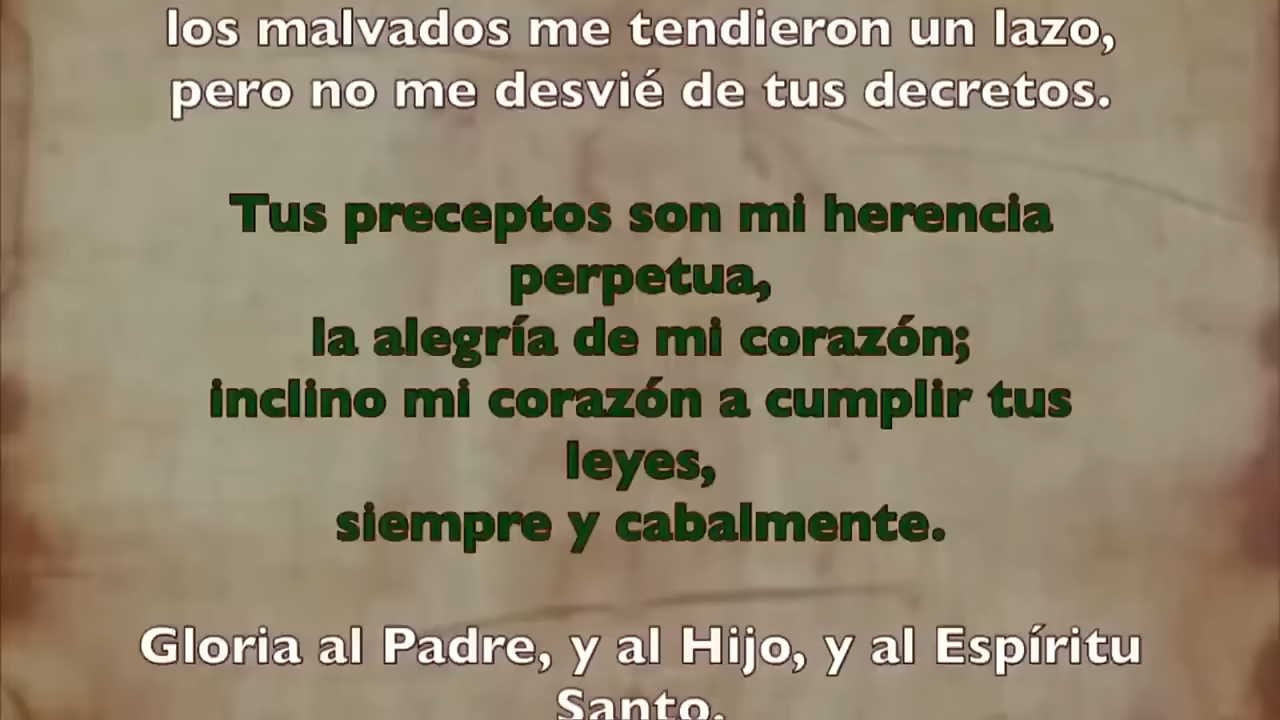 los malvados me tendieron un lazo,
pero no me desvié de tus decretos.
Tus preceptos son mi herencia
perpetua,
la alegría de mi corazón;
inclino mi corazón a cumplir tus
leyes,
siempre y cabalmente.
Gloria al Padre, y al Hijo, y al Espíritu
Santo.